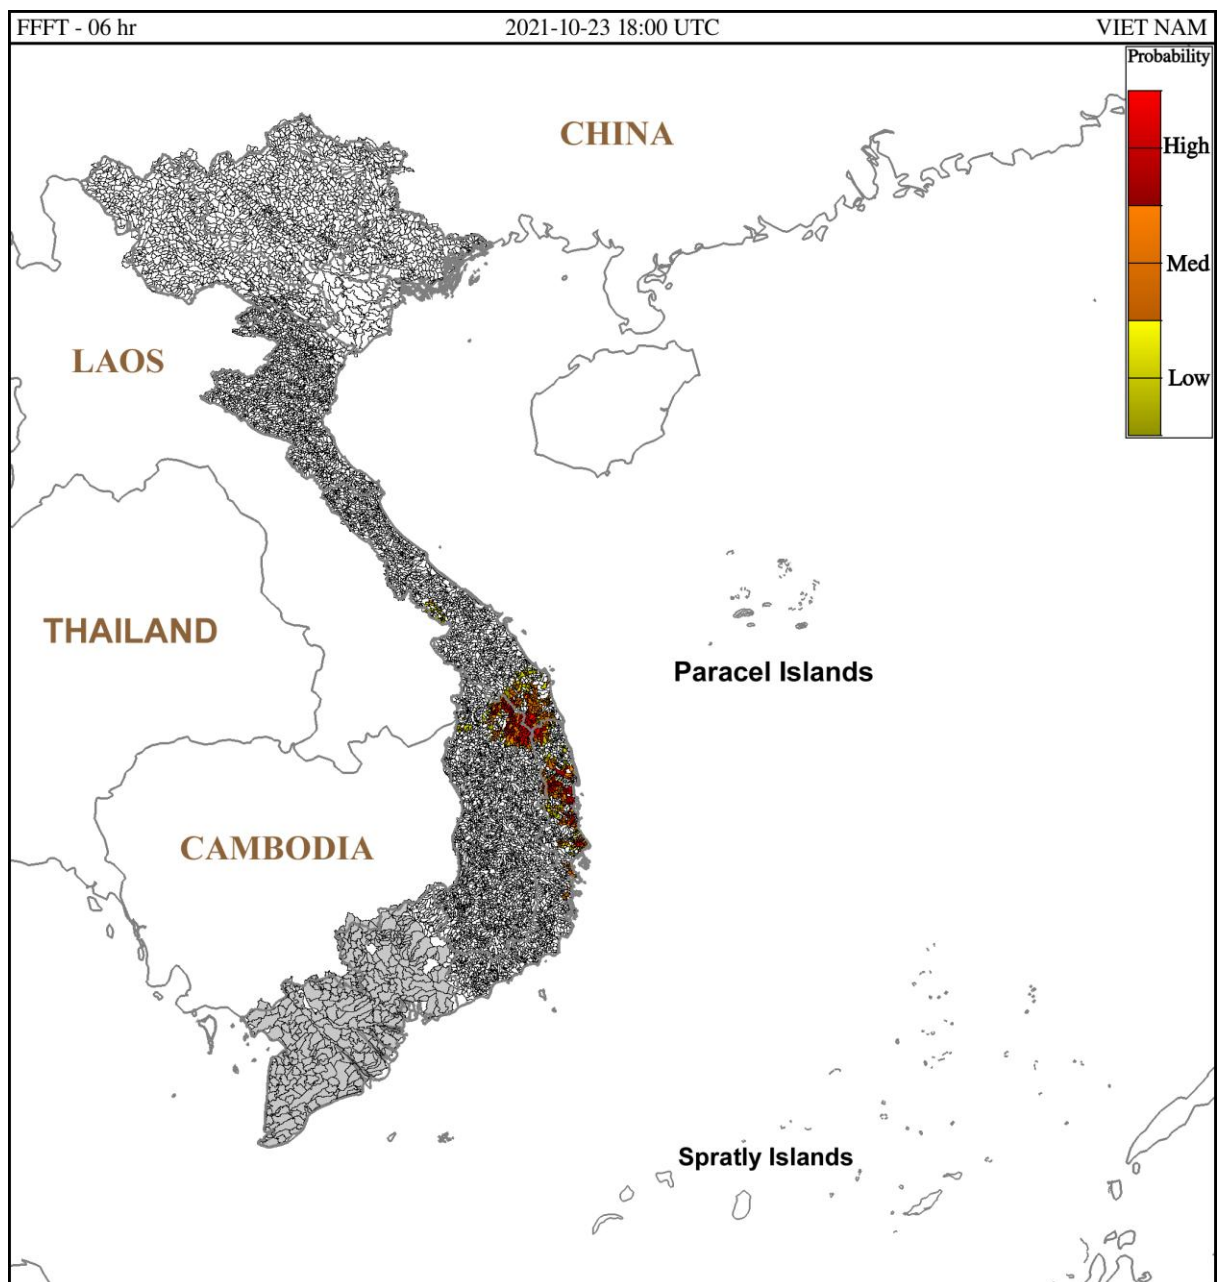 FFFT - 06 hr
2021-10-23 18:00 UTC
VIET NAM
Probability
High
Med
Low
CHINA
LAOS
THAILAND
Paracel Islands
CAMBODIA
Spratly Islands